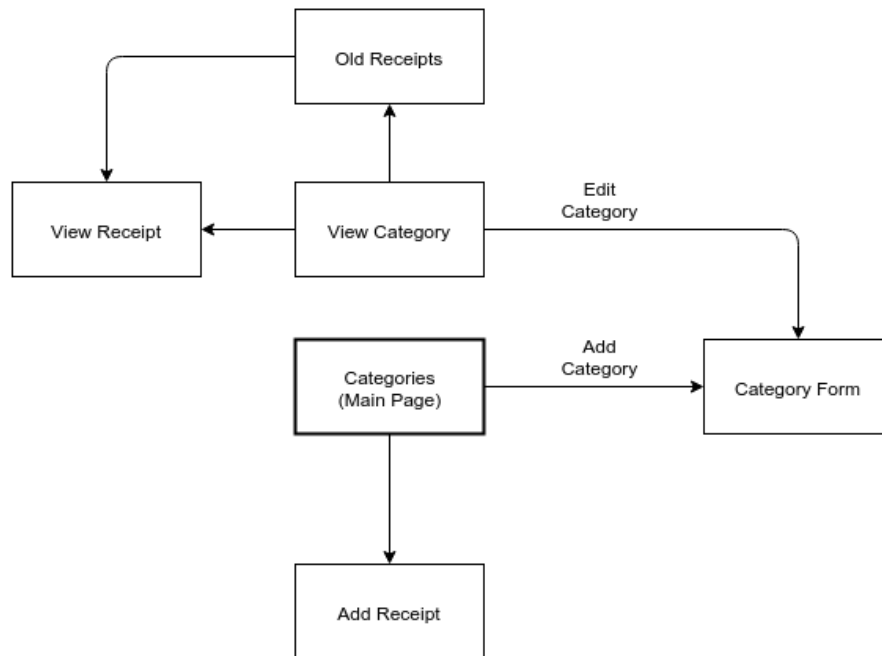 Old Receipts
View Receipt
View Category
Edit
Category
Categories
(Main Page)
Add
Category
Category Form
Add Receipt